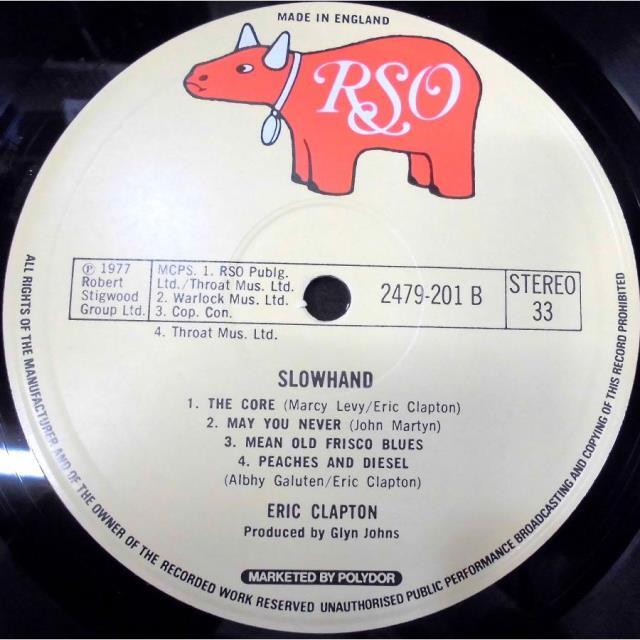 MADE IN ENGLAND
RSO
℗ 1977
Robert
Stigwood
Group Ltd.
MCPS. 1. RSO Publg.
Ltd./Throat Mus. Ltd.
2. Warlock Mus. Ltd.
3. Cop. Con.
4. Throat Mus. Ltd.
2479-201 B
STEREO
33
SLOWHAND
1. THE CORE (Marcy Levy/Eric Clapton)
2. MAY YOU NEVER (John Martyn)
3. MEAN OLD FRISCO BLUES
4. PEACHES AND DIESEL
(Albhy Galuten/Eric Clapton)
ERIC CLAPTON
Produced by Glyn Johns
MARKETED BY POLYDOR
ALL RIGHTS OF THE MANUFACTURER AND OF THE OWNER OF THE RECORDED WORK RESERVED UNAUTHORISED PUBLIC PERFORMANCE BROADCASTING AND COPYING OF THIS RECORD PROHIBITED